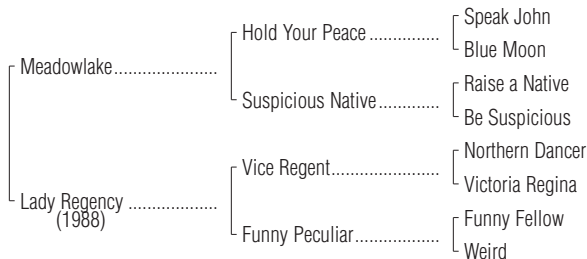 Speak John
Hold Your Peace ...............
Blue Moon
Meadowlake.....................
Raise a Native
Suspicious Native .............
Be Suspicious
Northern Dancer
Vice Regent.......................
Victoria Regina
Lady Regency ..................
(1988)
Funny Fellow
Funny Peculiar ..................
Weird